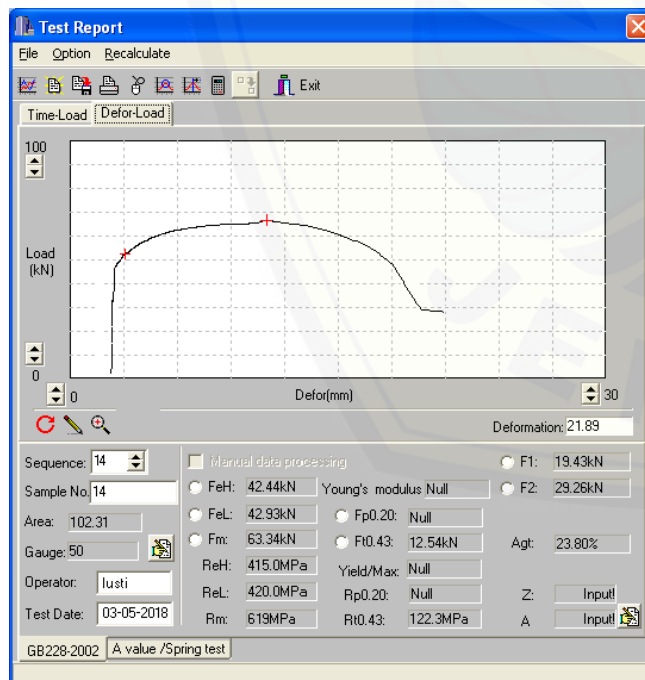 Test Report
File Option Recalculate
Exit
Time-Load Defor-Load
100
Load
(kN)
0
0 Defor(mm) 30
Deformation: 21.89
Sequence: 14 Manual data processing F1: 19.43kN
Sample No. 14 FeH: 42.44kN Young's modulus Null F2: 29.26kN
Area: 102.31 FeL: 42.93kN Fp0.20: Null
Gauge: 50 Fm: 63.34kN Ft0.43: 12.54kN Agt: 23.80%
ReH: 415.0MPa Yield/Max: Null
Operator: lusti ReL: 420.0MPa Rp0.20: Null Z: Input!
Test Date: 03-05-2018 Rm: 619MPa Rt0.43: 122.3MPa A Input!
GB228-2002 A value /Spring test